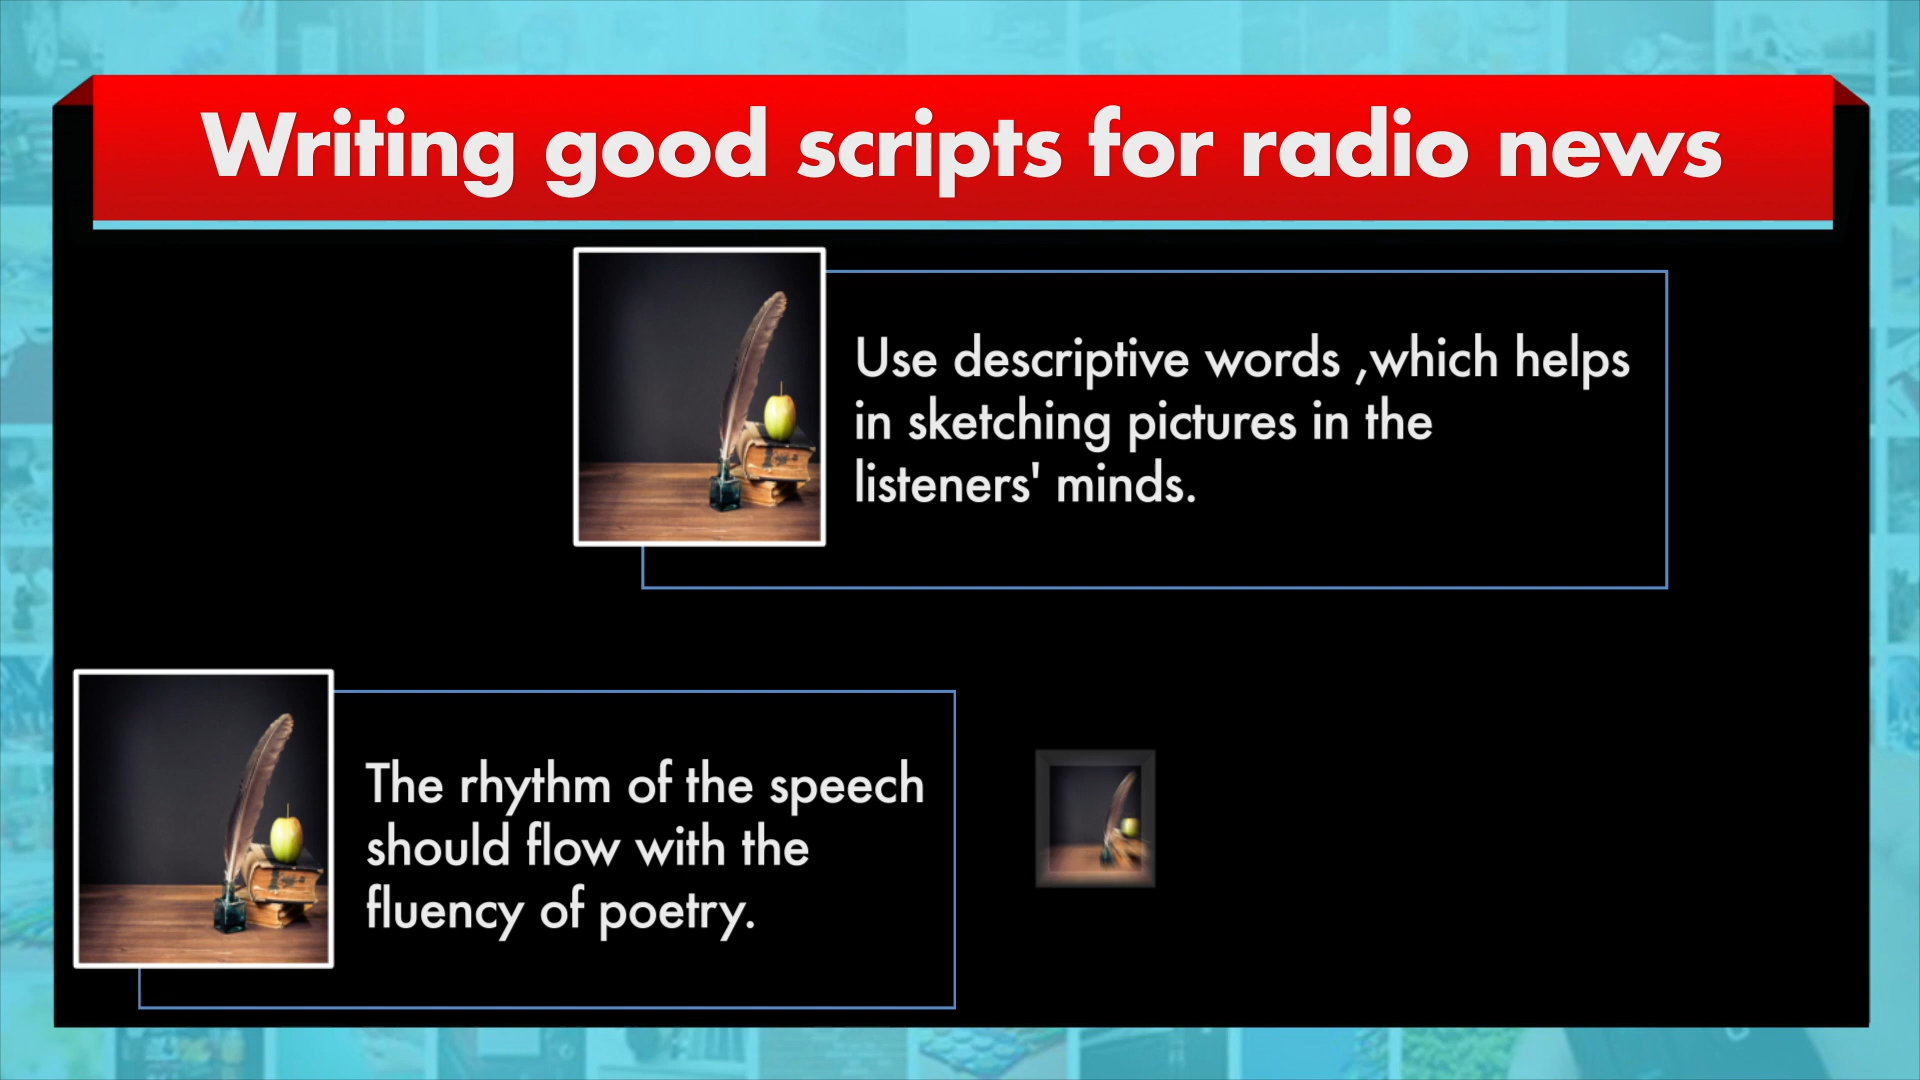 Writing good scripts for radio news
Use descriptive words ,which helps
in sketching pictures in the
listeners' minds.
The rhythm of the speech
should flow with the
fluency of poetry.